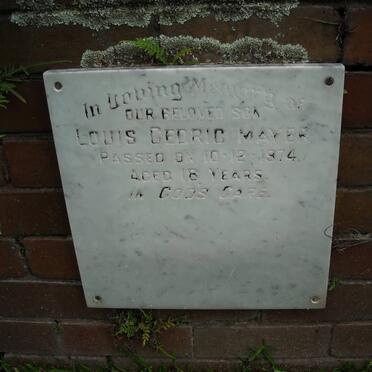 In Loving Memory of
OUR BELOVED SON
LOUIS CEDRIC MAYER
PASSED ON 10·12·1974
AGED 18 YEARS
IN GOD'S CARE.